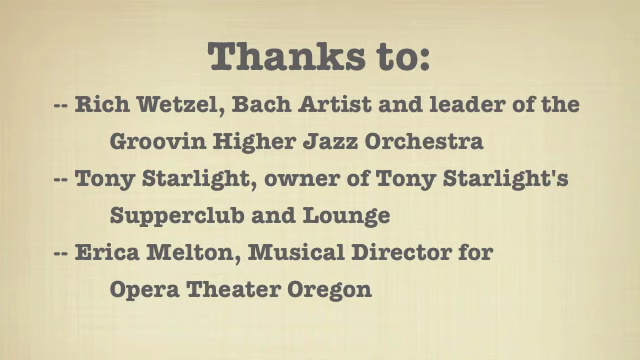 Thanks to:
-- Rich Wetzel, Bach Artist and leader of the
Groovin Higher Jazz Orchestra
-- Tony Starlight, owner of Tony Starlight's
Supperclub and Lounge
-- Erica Melton, Musical Director for
Opera Theater Oregon